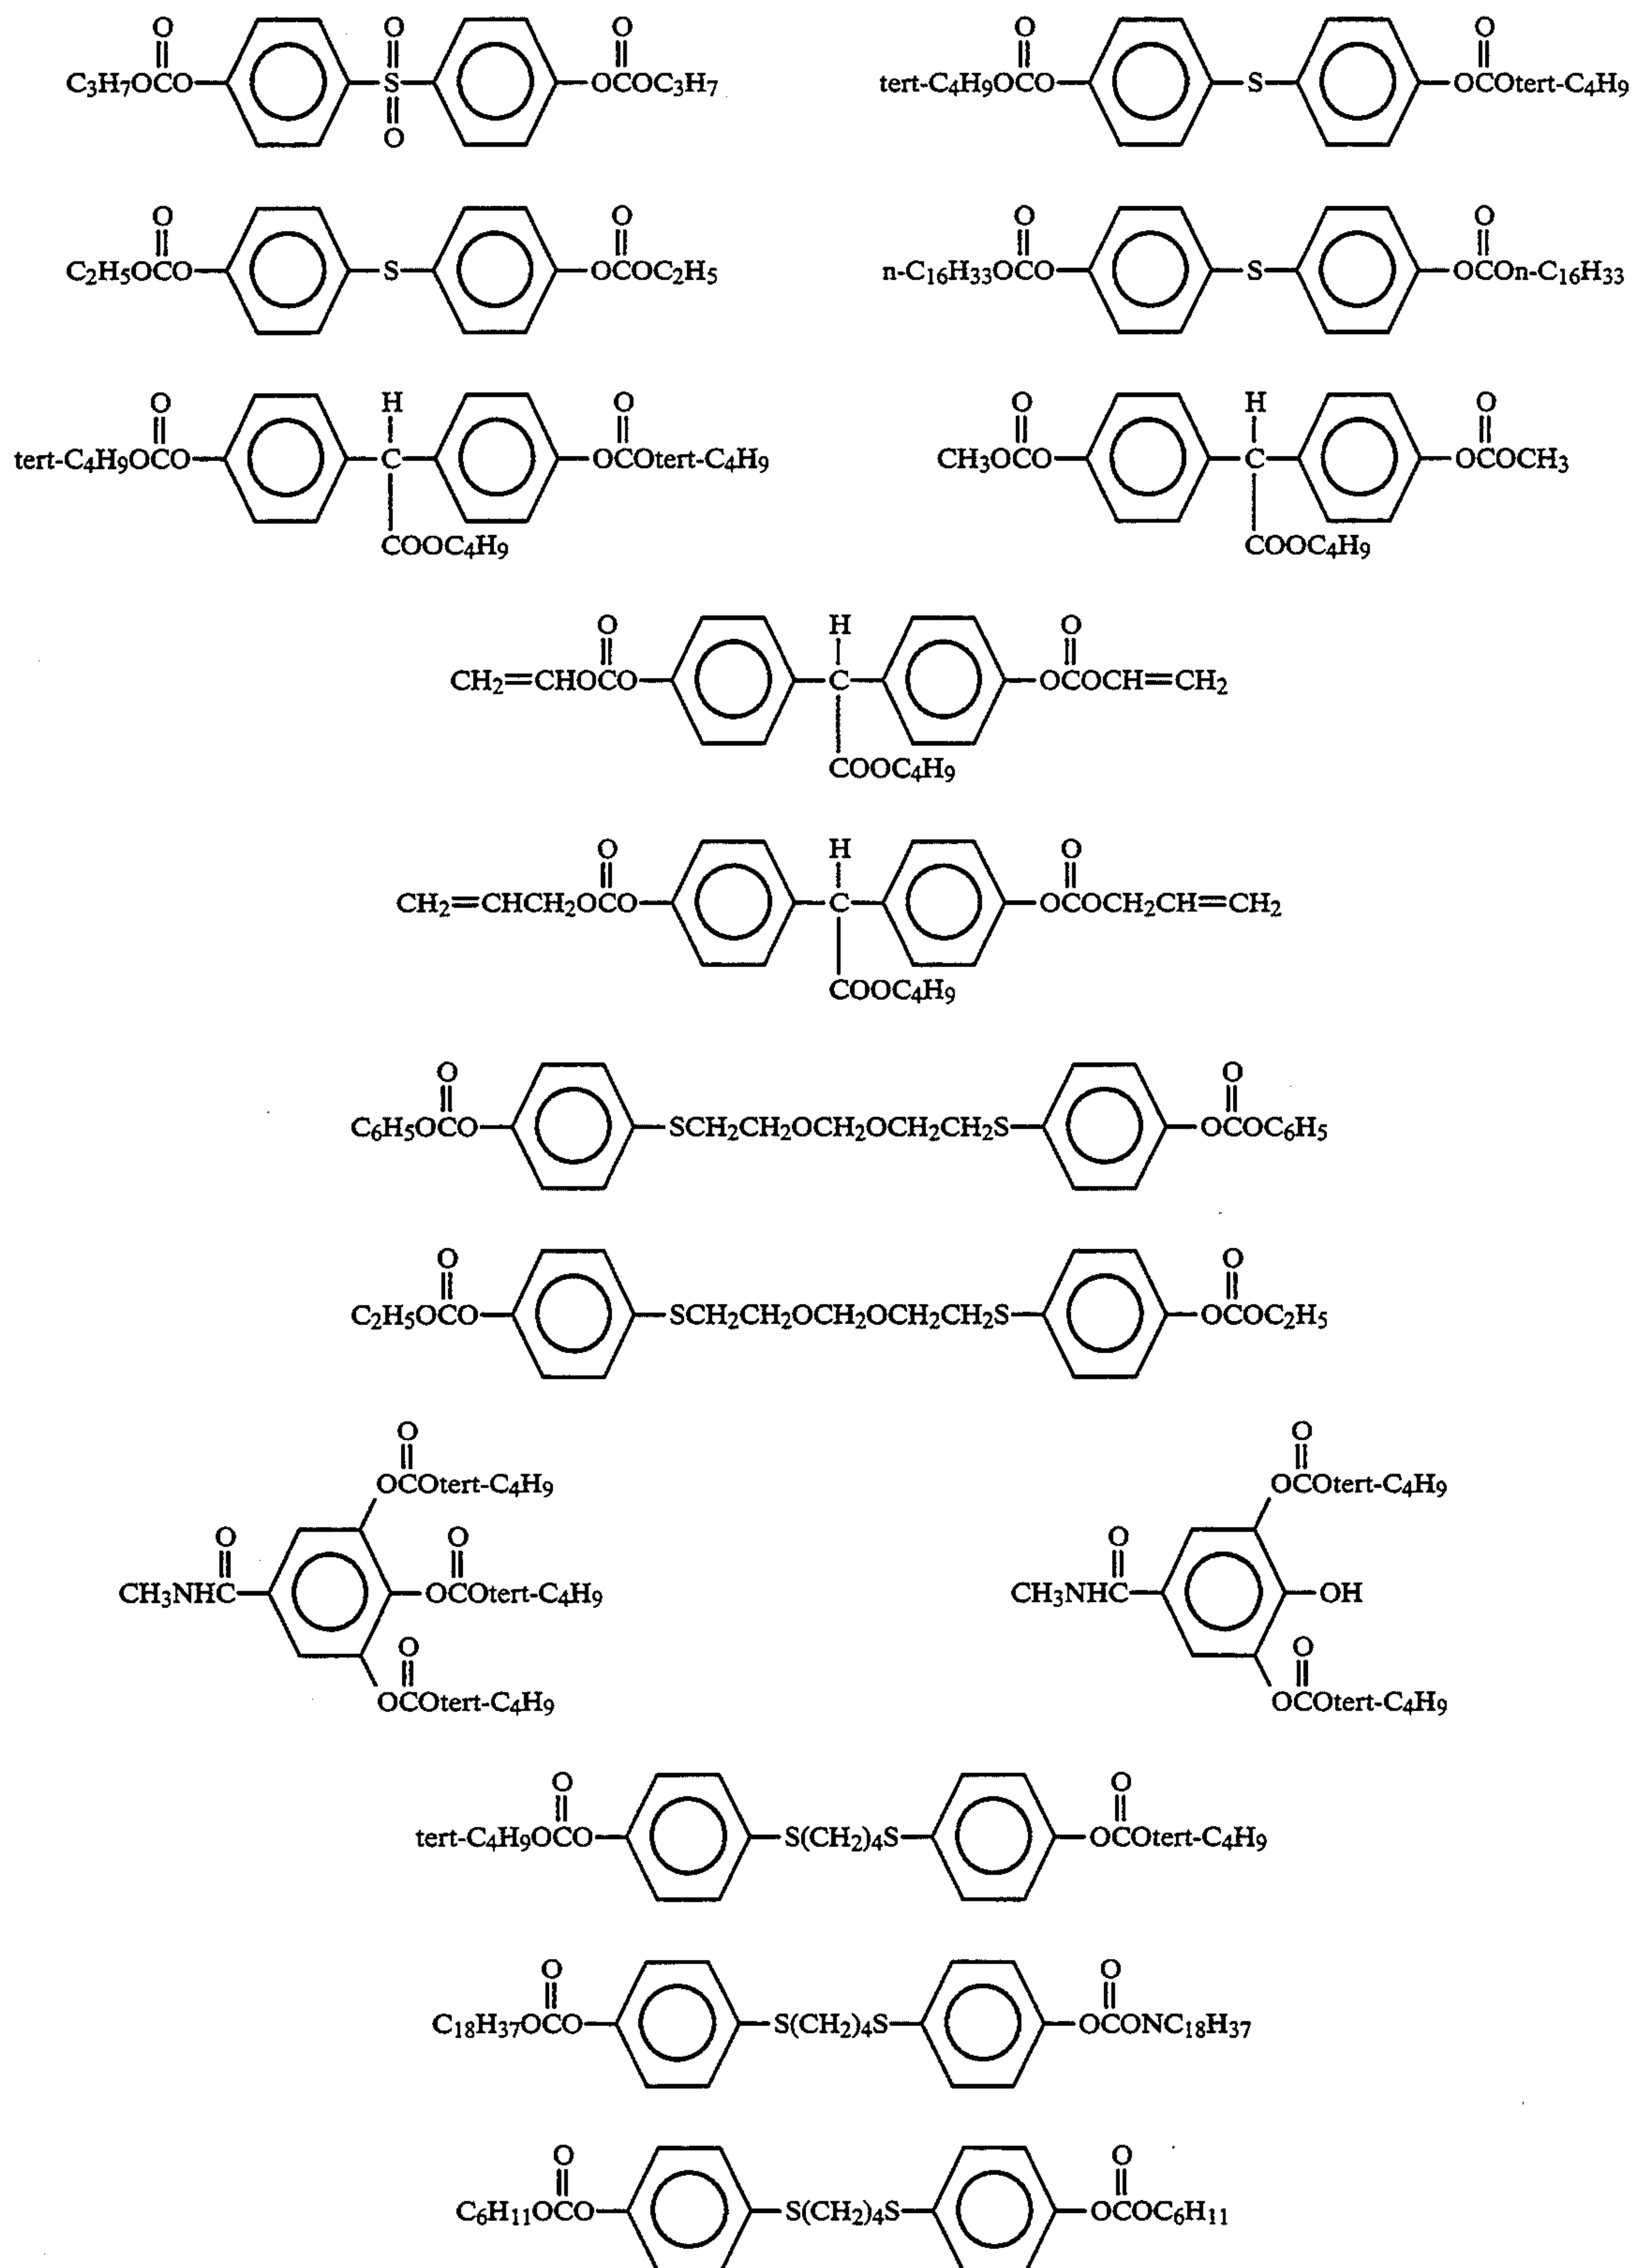 O O O O O
C3H7OCO S OCOC3H7 tert-C4H9OCO S OCOtert-C4H9
O
O O O O
C2H5OCO S OCOC2H5 n-C16H33OCO S OCOn-C16H33
O H O O H O
tert-C4H9OCO C OCOtert-C4H9 CH3OCO C OCOCH3
COOC4H9 COOC4H9
O H O
CH2=CHOCO C OCOCH=CH2
COOC4H9
O H O
CH2=CHCH2OCO C OCOCH2CH=CH2
COOC4H9
O O
C6H5OCO SCH2CH2OCH2OCH2CH2S OCOC6H5
O O
C2H5OCO SCH2CH2OCH2OCH2CH2S OCOC2H5
O O
OCOtert-C4H9 OCOtert-C4H9
O O O
CH3NHC OCOtert-C4H9 CH3NHC OH
O O
OCOtert-C4H9 OCOtert-C4H9
O O
tert-C4H9OCO S(CH2)4S OCOtert-C4H9
O O
C18H37OCO S(CH2)4S OCONC18H37
O O
C6H11OCO S(CH2)4S OCOC6H11